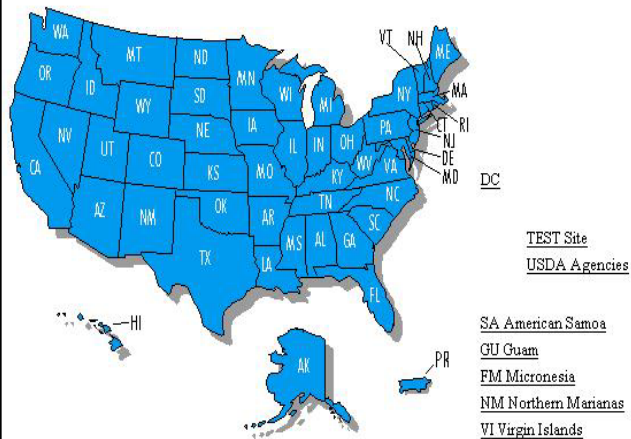 WA
MT
ND
MN
VT
NH
ME
OR
ID
WY
SD
WI
MI
NY
MA
NV
UT
CO
NE
IA
IL
IN
OH
PA
CT
RI
NJ
DE
MD
CA
KS
MO
KY
WV
VA
DC
AZ
NM
OK
AR
TN
NC
SC
TX
LA
MS
AL
GA
FL
TEST Site
USDA Agencies
HI
AK
PR
SA American Samoa
GU Guam
FM Micronesia
NM Northern Marianas
VI Virgin Islands